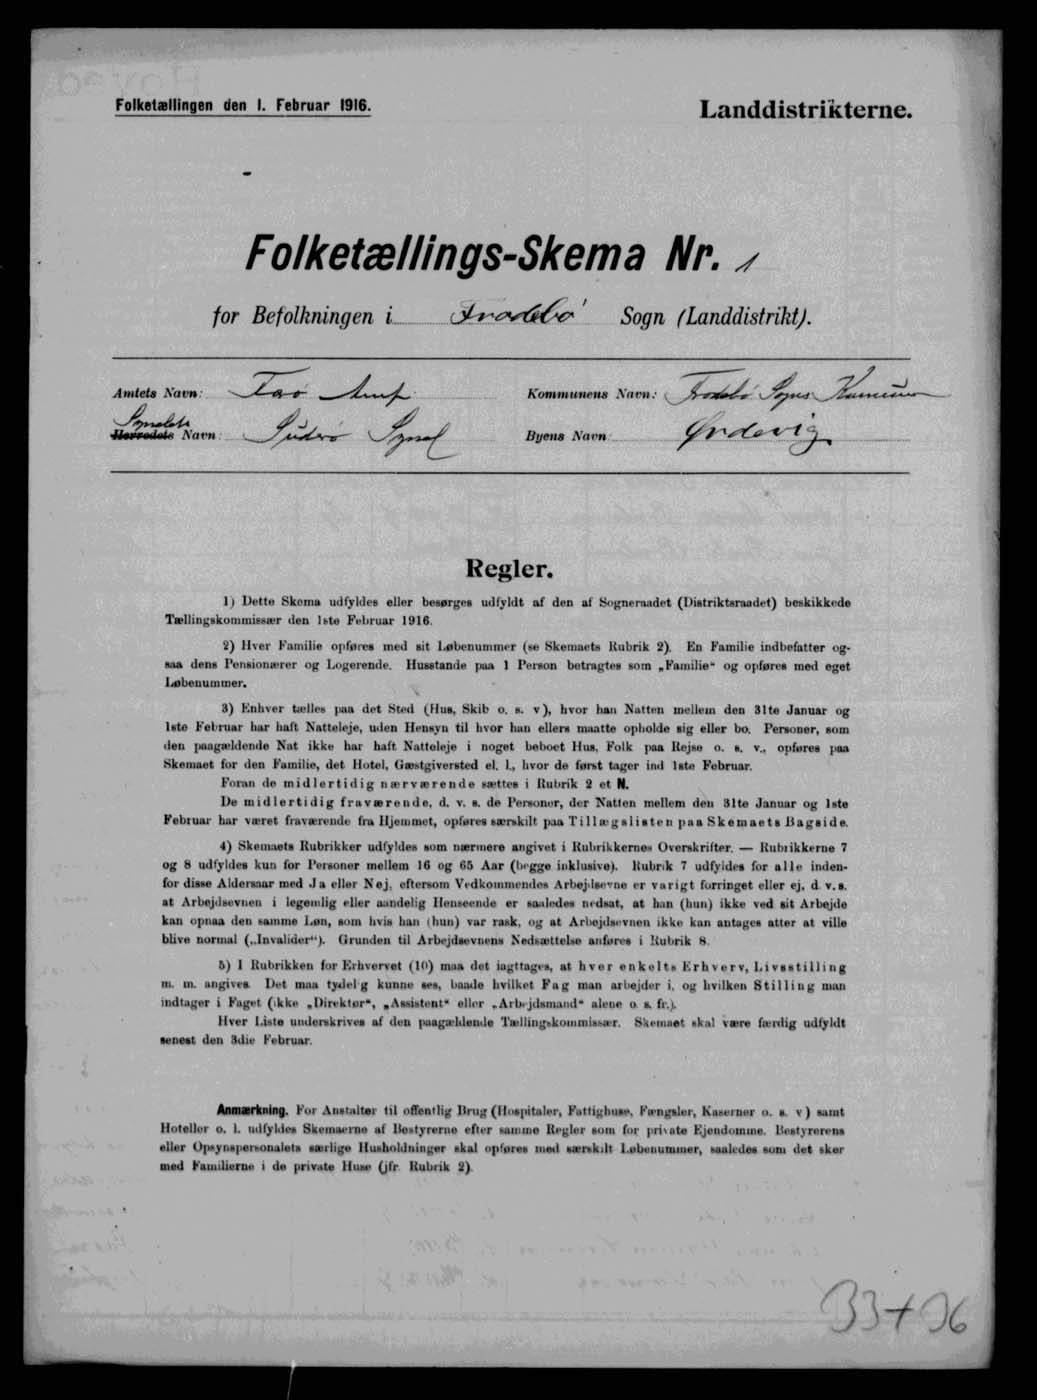 Folketællingen den 1. Februar 1916.
Landdistrikterne.
Folketællings-Skema Nr. 1
for Befolkningen i Frodebø Sogn (Landdistrikt).
Amtets Navn: Færø Amt
Kommunens Navn: Frodebø Sogns Kommune
Sysselets
Herredets Navn: Suderø Syssel
Byens Navn Ørdevig
Regler.
1) Dette Skema udfyldes eller besørges udfyldt af den af Sogneraadet (Distriktsraadet) beskikkede
Tællingskommissær den 1ste Februar 1916.
2) Hver Familie opføres med sit Løbenummer (se Skemaets Rubrik 2). En Familie indbefatter og-
saa dens Pensionærer og Logerende. Husstande paa 1 Person betragtes som „Familie“ og opføres med eget
Løbenummer.
3) Enhver tælles paa det Sted (Hus, Skib o. s. v), hvor han Natten mellem den 31te Januar og
1ste Februar har haft Natteleje, uden Hensyn til hvor han ellers maatte opholde sig eller bo. Personer, som
den paagældende Nat ikke har haft Natteleje i noget beboet Hus, Folk paa Rejse o. s. v., opføres paa
Skemaet for den Familie, det Hotel, Gæstgiversted el. l., hvor de først tager ind 1ste Februar.
Foran de midlertidig nærværende sættes i Rubrik 2 et N.
De midlertidig fraværende, d. v. s. de Personer, der Natten mellem den 31te Januar og 1ste
Februar har været fraværende fra Hjemmet, opføres særskilt paa Tillægslisten paa Skemaets Bagside.
4) Skemaets Rubrikker udfyldes som nærmere angivet i Rubrikkernes Overskrifter. — Rubrikkerne 7
og 8 udfyldes kun for Personer mellem 16 og 65 Aar (begge inklusive). Rubrik 7 udfyldes for alle inden-
for disse Aldersaar med Ja eller Nej, eftersom Vedkommendes Arbejdsevne er varigt forringet eller ej, d. v. s.
at Arbejdsevnen i legemlig eller aandelig Henseende er saaledes nedsat, at han (hun) ikke ved sit Arbejde
kan opnaa den samme Løn, som hvis han (hun) var rask, og at Arbejdsevnen ikke kan antages atter at ville
blive normal („Invalider“). Grunden til Arbejdsevnens Nedsættelse anføres i Rubrik 8.
5) I Rubrikken for Erhvervet (10) maa det iagttages, at hver enkelts Erhverv, Livsstilling
m. m. angives. Det maa tydelig kunne ses, baade hvilket Fag man arbejder i, og hvilken Stilling man
indtager i Faget (ikke „Direktør“, „Assistent“ eller „Arbejdsmand“ alene o. s. fr.).
Hver Liste underskrives af den paagældende Tællingskommissær. Skemaet skal være færdig udfyldt
senest den 3die Februar.
Anmærkning. For Anstalter til offentlig Brug (Hospitaler, Fattighuse, Fængsler, Kaserner o. s. v) samt
Hoteller o. l. udfyldes Skemaerne af Bestyrerne efter samme Regler som for private Ejendomme. Bestyrerens
eller Opsynspersonalets særlige Husholdninger skal opføres med særskilt Løbenummer, saaledes som det sker
med Familierne i de private Huse (jfr. Rubrik 2).
33+36